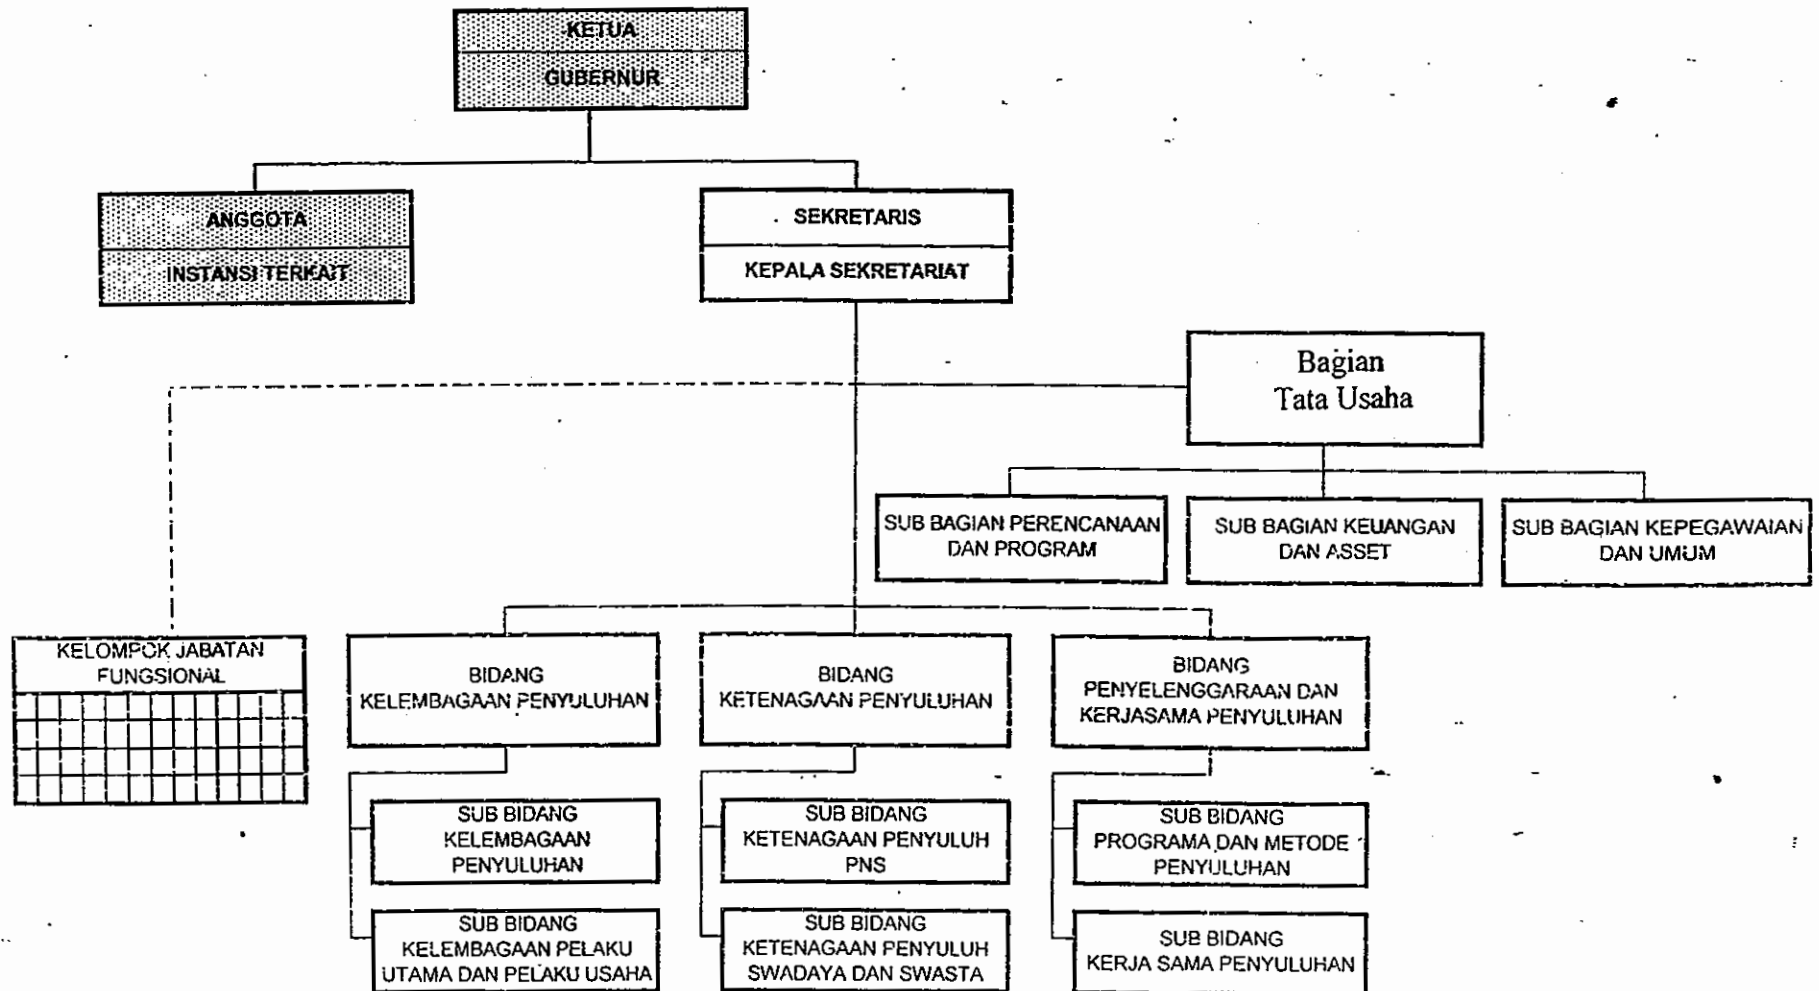 KETUA
GUBERNUR
ANGGOTA
INSTANSI TERKAIT
SEKRETARIS
KEPALA SEKRETARIAT
Bagian
Tata Usaha
SUB BAGIAN PERENCANAAN
DAN PROGRAM
SUB BAGIAN KEUANGAN
DAN ASSET
SUB BAGIAN KEPEGAWAIAN
DAN UMUM
KELOMPOK JABATAN
FUNGSIONAL
BIDANG
KELEMBAGAAN PENYULUHAN
BIDANG
KETENAGAAN PENYULUHAN
BIDANG
PENYELENGGARAAN DAN
KERJASAMA PENYULUHAN
SUB BIDANG
KELEMBAGAAN
PENYULUHAN
SUB BIDANG
KETENAGAAN PENYULUH
PNS
SUB BIDANG
PROGRAMA DAN METODE
PENYULUHAN
SUB BIDANG
KELEMBAGAAN PELAKU
UTAMA DAN PELAKU USAHA
SUB BIDANG
KETENAGAAN PENYULUH
SWADAYA DAN SWASTA
SUB BIDANG
KERJA SAMA PENYULUHAN